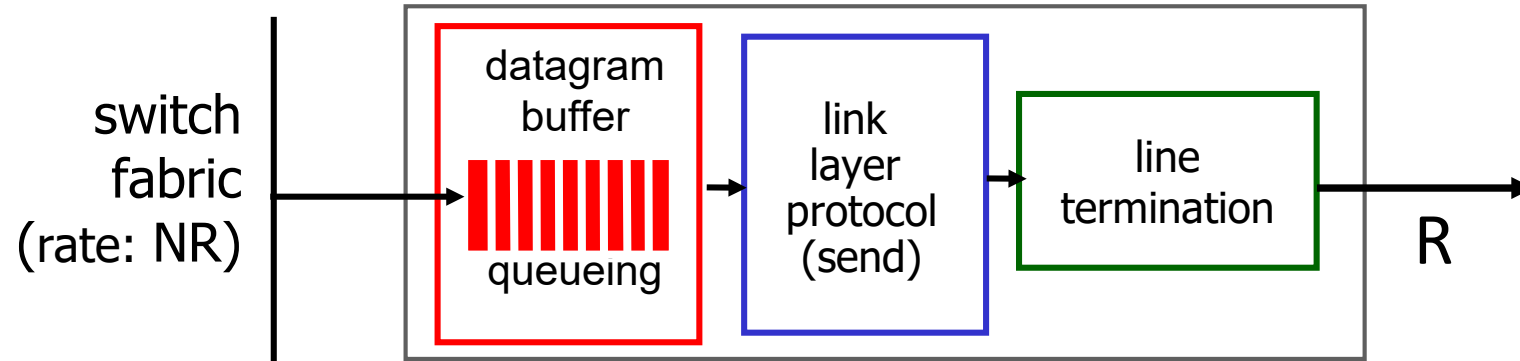 switch
fabric
(rate: NR)
datagram
buffer
queueing
link
layer
protocol
(send)
line
termination
R